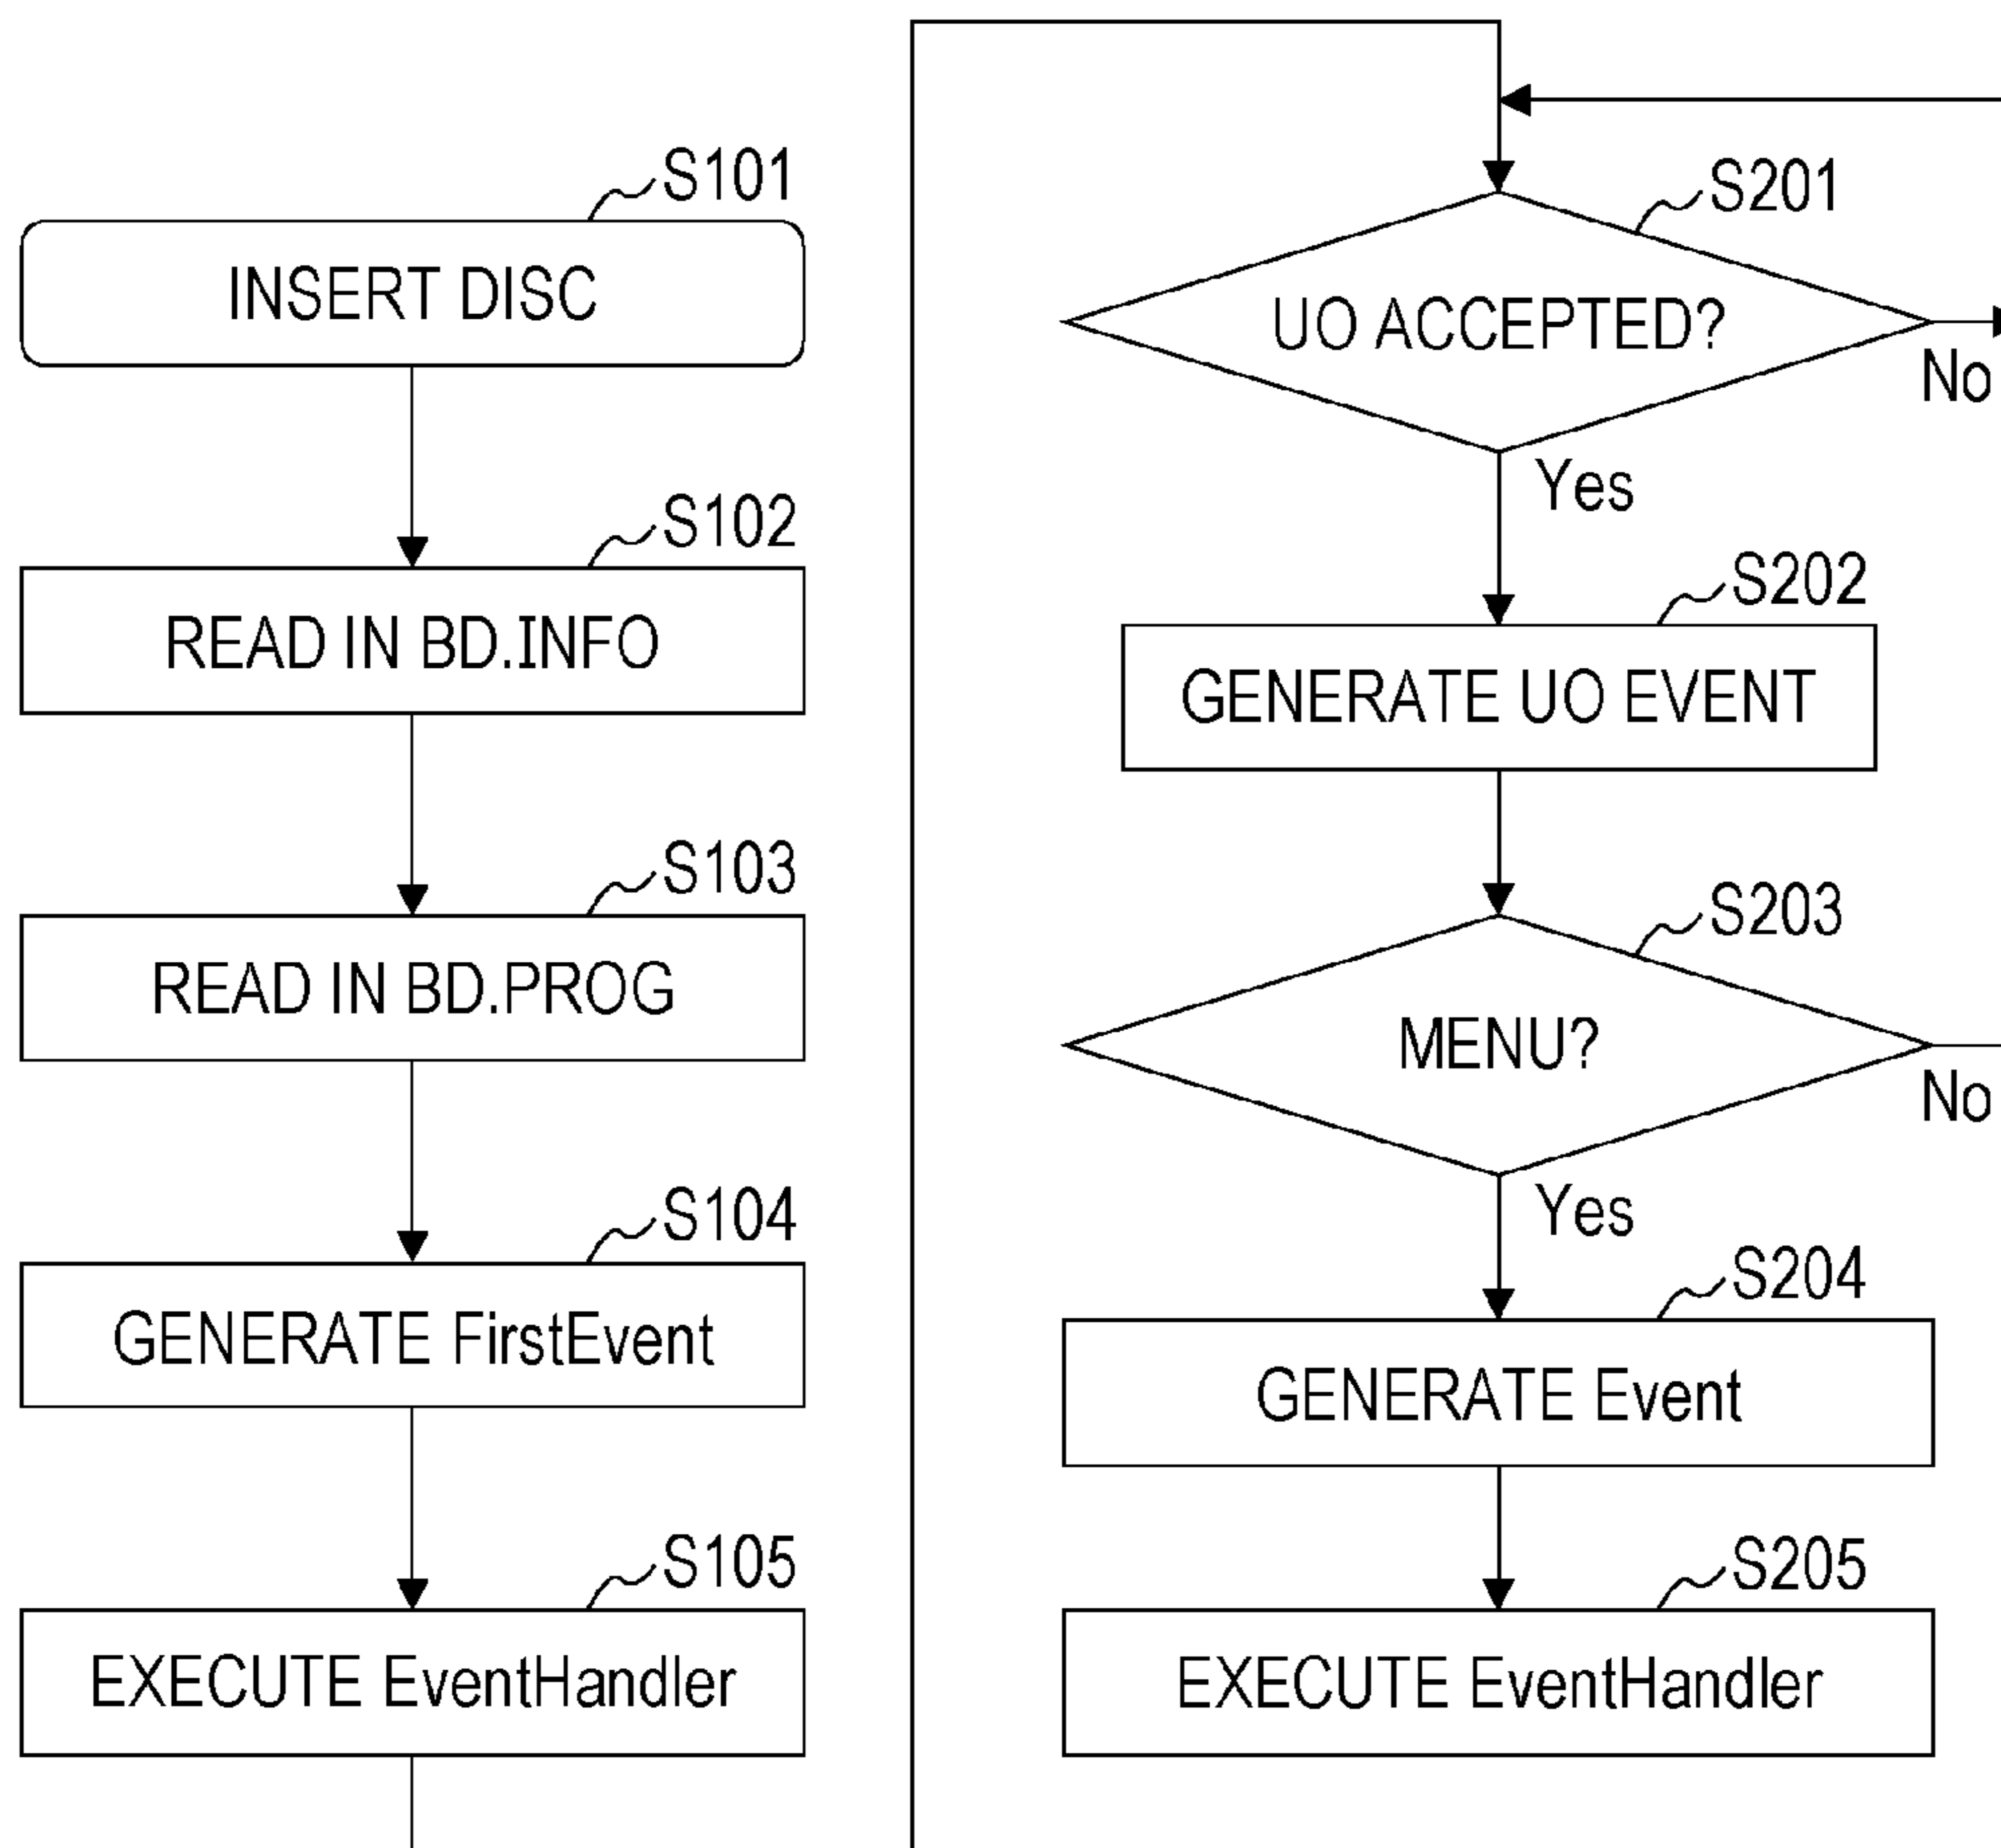 S101
INSERT DISC
S102
READ IN BD.INFO
S103
READ IN BD.PROG
S104
GENERATE FirstEvent
S105
EXECUTE EventHandler
S201
UO ACCEPTED?
No
Yes
S202
GENERATE UO EVENT
S203
MENU?
No
Yes
S204
GENERATE Event
S205
EXECUTE EventHandler